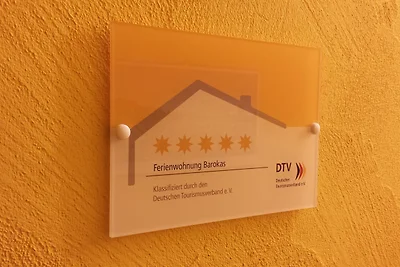 Ferienwohnung Barokas
Klassifiziert durch den
Deutschen Tourismusverband e. V.
DTV
Deutscher
Tourismusverband e.V.